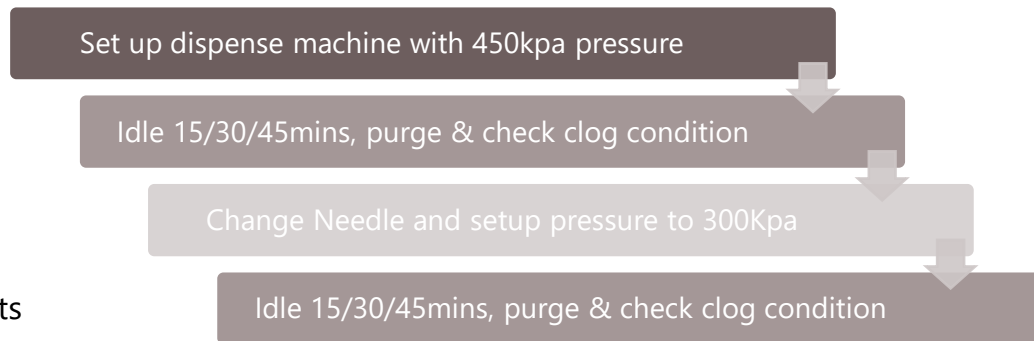 Set up dispense machine with 450kpa pressure
Idle 15/30/45mins, purge & check clog condition
Change Needle and setup pressure to 300Kpa
ts
Idle 15/30/45mins, purge & check clog condition